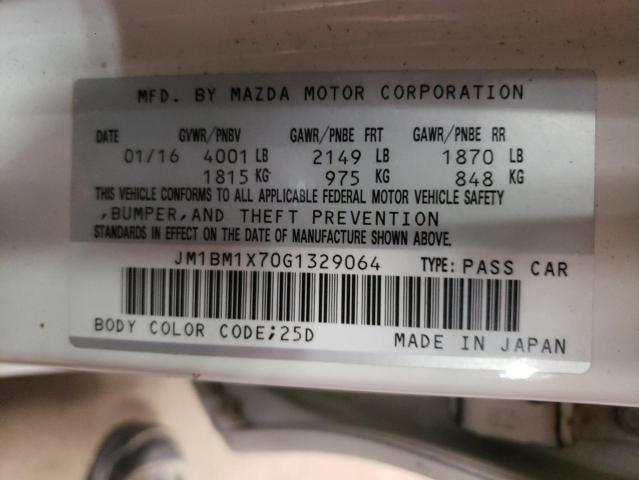 MFD. BY MAZDA MOTOR CORPORATION
DATE GVWR/PNBV GAWR/PNBE FRT GAWR/PNBE RR
01/16 4001 LB 2149 LB 1870 LB
1815 KG 975 KG 848 KG
THIS VEHICLE CONFORMS TO ALL APPLICABLE FEDERAL MOTOR VEHICLE SAFETY
,BUMPER,AND THEFT PREVENTION
STANDARDS IN EFFECT ON THE DATE OF MANUFACTURE SHOWN ABOVE.
JM1BM1X70G1329064 TYPE: PASS CAR
BODY COLOR CODE;25D MADE IN JAPAN